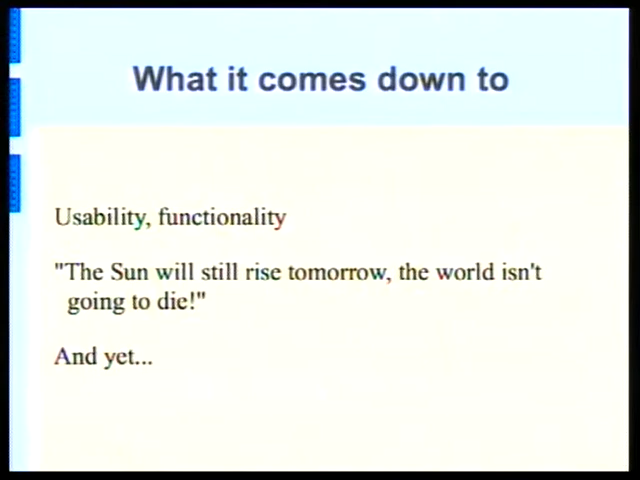 What it comes down to
Usability, functionality
"The Sun will still rise tomorrow, the world isn't
going to die!"
And yet...